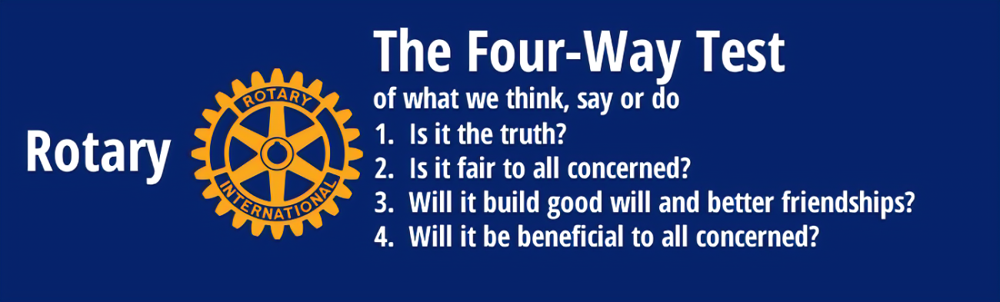 Rotary
ROTARY
INTERNATIONAL
The Four-Way Test
of what we think, say or do
1. Is it the truth?
2. Is it fair to all concerned?
3. Will it build good will and better friendships?
4. Will it be beneficial to all concerned?